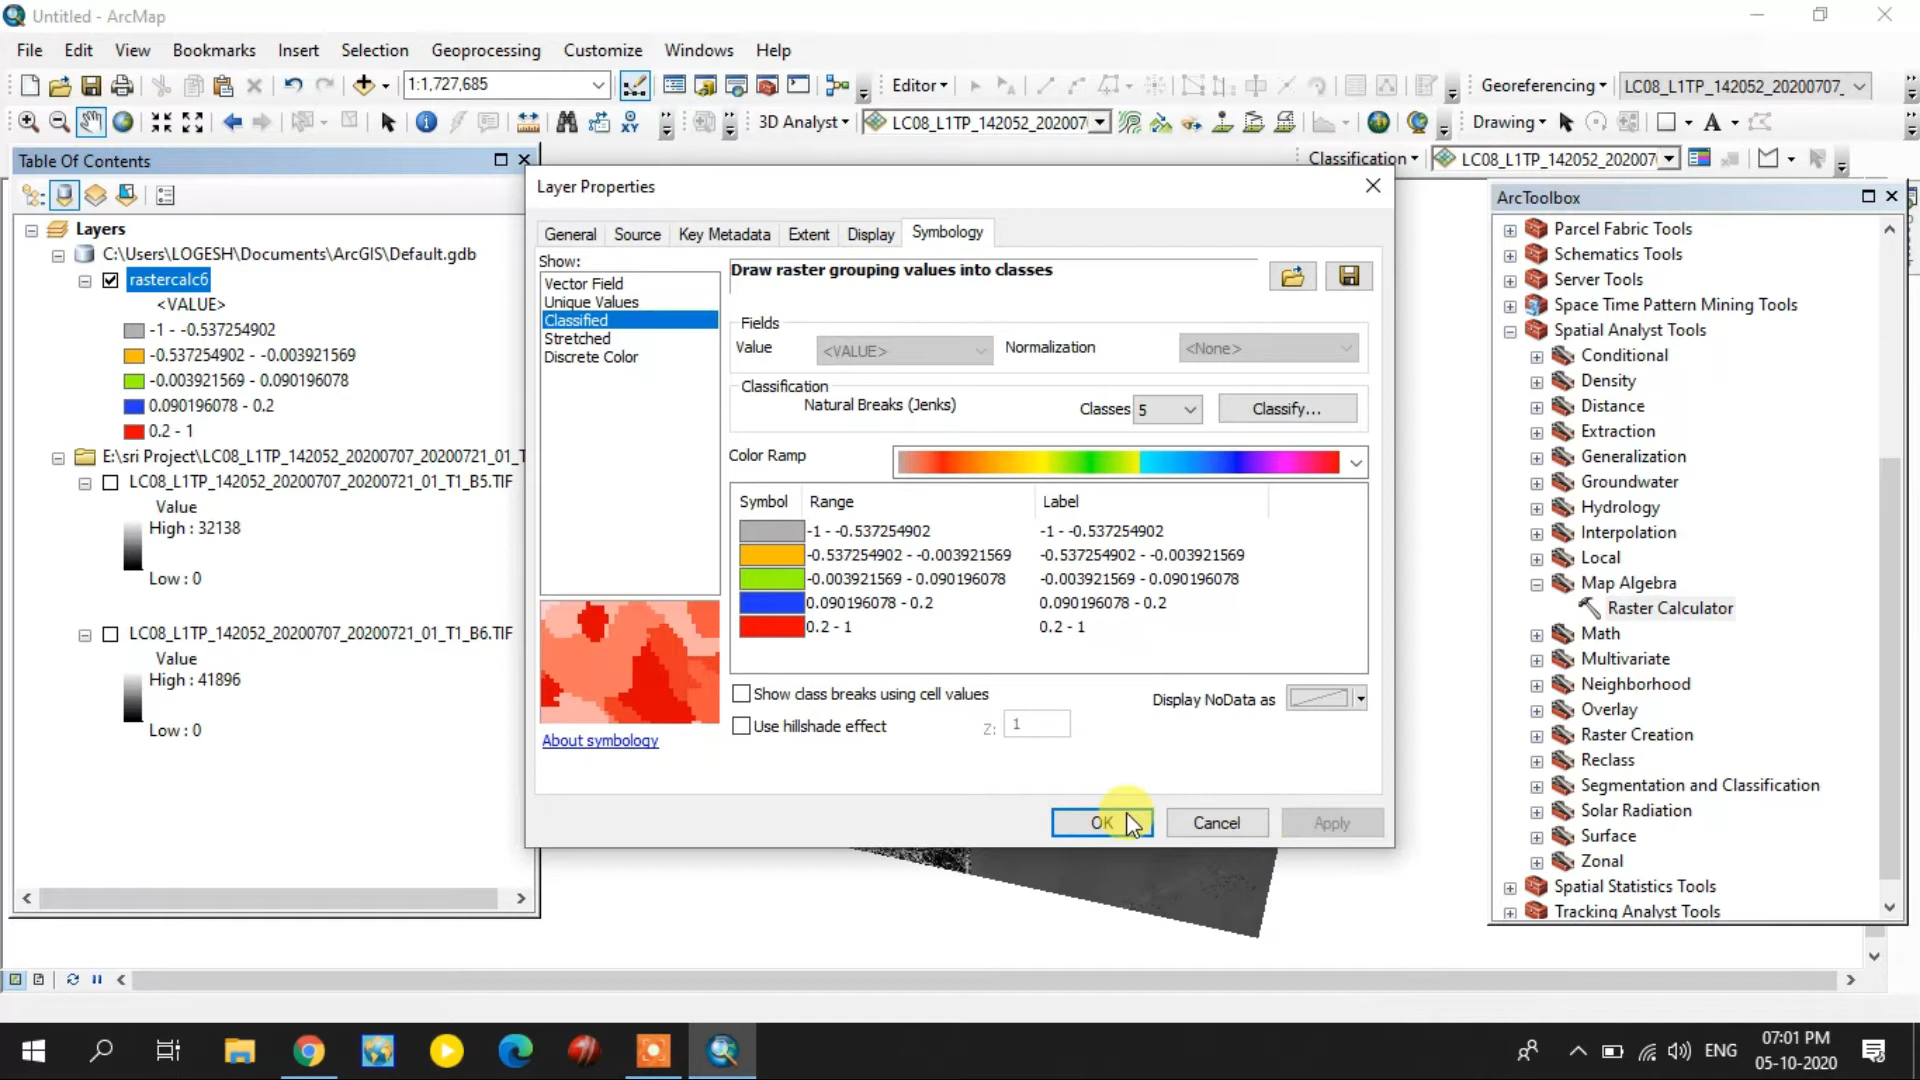 Untitled - ArcMap
File Edit View Bookmarks Insert Selection Geoprocessing Customize Windows Help
1:1,727,685 Editor Georeferencing LC08_L1TP_142052_20200707_
3D Analyst LC08_L1TP_142052_202007 Drawing A
Classification LC08_L1TP_142052_202007
Table Of Contents
Layers
C:\Users\LOGESH\Documents\ArcGIS\Default.gdb
rastercalc6
<VALUE>
-1 - -0.537254902
-0.537254902 - -0.003921569
-0.003921569 - 0.090196078
0.090196078 - 0.2
0.2 - 1
E:\sri Project\LC08_L1TP_142052_20200707_20200721_01_T
LC08_L1TP_142052_20200707_20200721_01_T1_B5.TIF
Value
High : 32138
Low : 0
LC08_L1TP_142052_20200707_20200721_01_T1_B6.TIF
Value
High : 41896
Low : 0
Layer Properties
General Source Key Metadata Extent Display Symbology
Show:
Vector Field
Unique Values
Classified
Stretched
Discrete Color
About symbology
Draw raster grouping values into classes
Fields
Value <VALUE> Normalization <None>
Classification
Natural Breaks (Jenks) Classes 5 Classify...
Color Ramp
Symbol Range Label
-1 - -0.537254902 -1 - -0.537254902
-0.537254902 - -0.003921569 -0.537254902 - -0.003921569
-0.003921569 - 0.090196078 -0.003921569 - 0.090196078
0.090196078 - 0.2 0.090196078 - 0.2
0.2 - 1 0.2 - 1
Show class breaks using cell values Display NoData as
Use hillshade effect Z: 1
OK Cancel Apply
ArcToolbox
Parcel Fabric Tools
Schematics Tools
Server Tools
Space Time Pattern Mining Tools
Spatial Analyst Tools
Conditional
Density
Distance
Extraction
Generalization
Groundwater
Hydrology
Interpolation
Local
Map Algebra
Raster Calculator
Math
Multivariate
Neighborhood
Overlay
Raster Creation
Reclass
Segmentation and Classification
Solar Radiation
Surface
Zonal
Spatial Statistics Tools
Tracking Analyst Tools
ENG
07:01 PM
05-10-2020